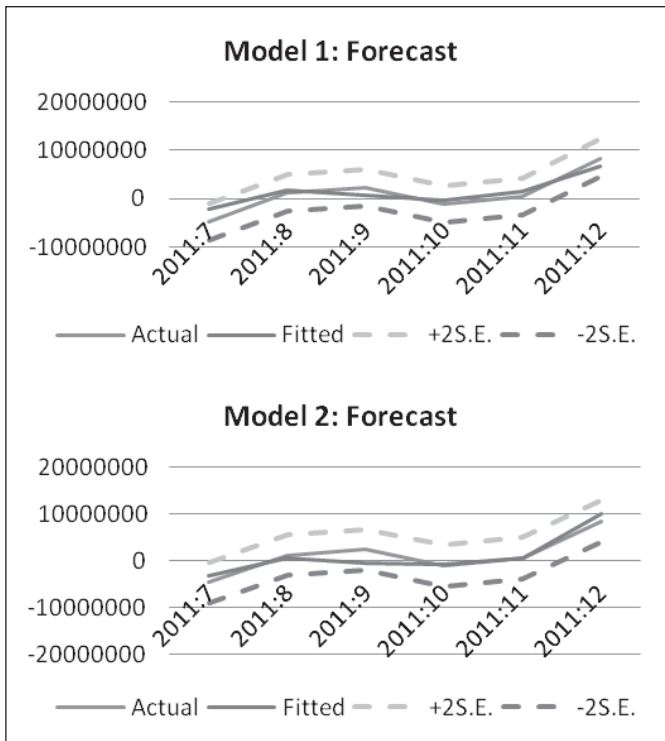 Model 1: Forecast
20000000
10000000
0
-10000000
2011:7 2011:8 2011:9 2011:10 2011:11 2011:12
Actual Fitted +2S.E. -2S.E.
Model 2: Forecast
20000000
10000000
0
-10000000
-20000000
2011:7 2011:8 2011:9 2011:10 2011:11 2011:12
Actual Fitted +2S.E. -2S.E.